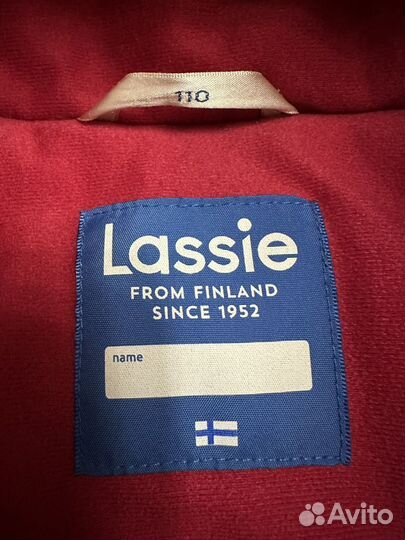 110
Lassie
FROM FINLAND
SINCE 1952
name
Avito